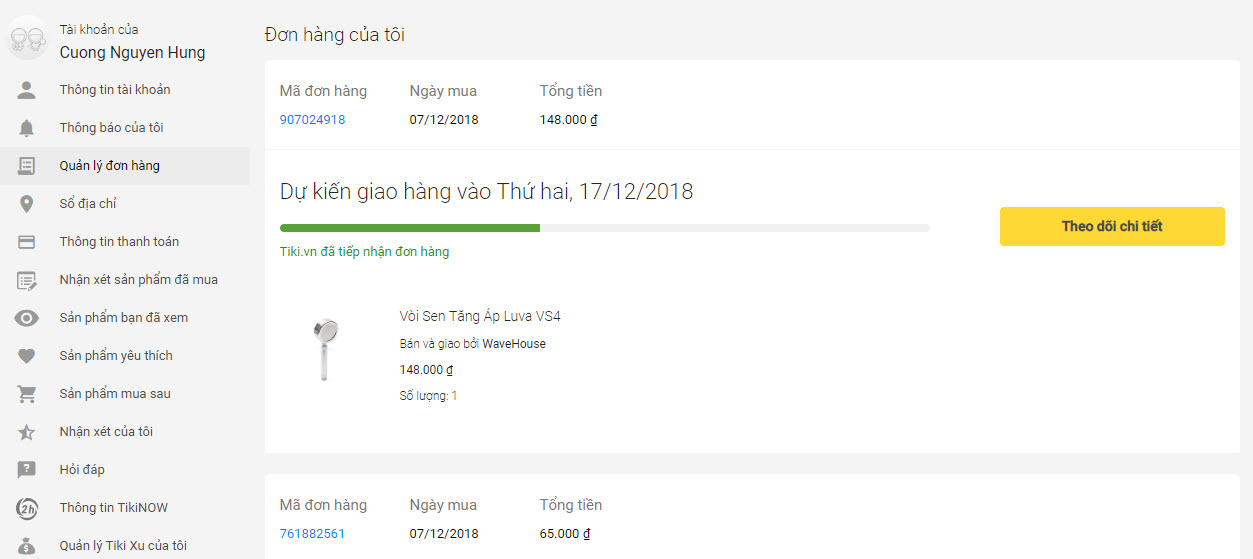 Tài khoản của
Cuong Nguyen Hung
Thông tin tài khoản
Thông báo của tôi
Quản lý đơn hàng
Sổ địa chỉ
Thông tin thanh toán
Nhận xét sản phẩm đã mua
Sản phẩm bạn đã xem
Sản phẩm yêu thích
Sản phẩm mua sau
Nhận xét của tôi
Hỏi đáp
2h
Thông tin TikiNOW
Quản lý Tiki Xu của tôi
Đơn hàng của tôi
Mã đơn hàng Ngày mua Tổng tiền
907024918 07/12/2018 148.000 ₫
Dự kiến giao hàng vào Thứ hai, 17/12/2018
Tiki.vn đã tiếp nhận đơn hàng
Theo dõi chi tiết
Vòi Sen Tăng Áp Luva VS4
Bán và giao bởi WaveHouse
148.000 ₫
Số lượng: 1
Mã đơn hàng Ngày mua Tổng tiền
761882561 07/12/2018 65.000 ₫